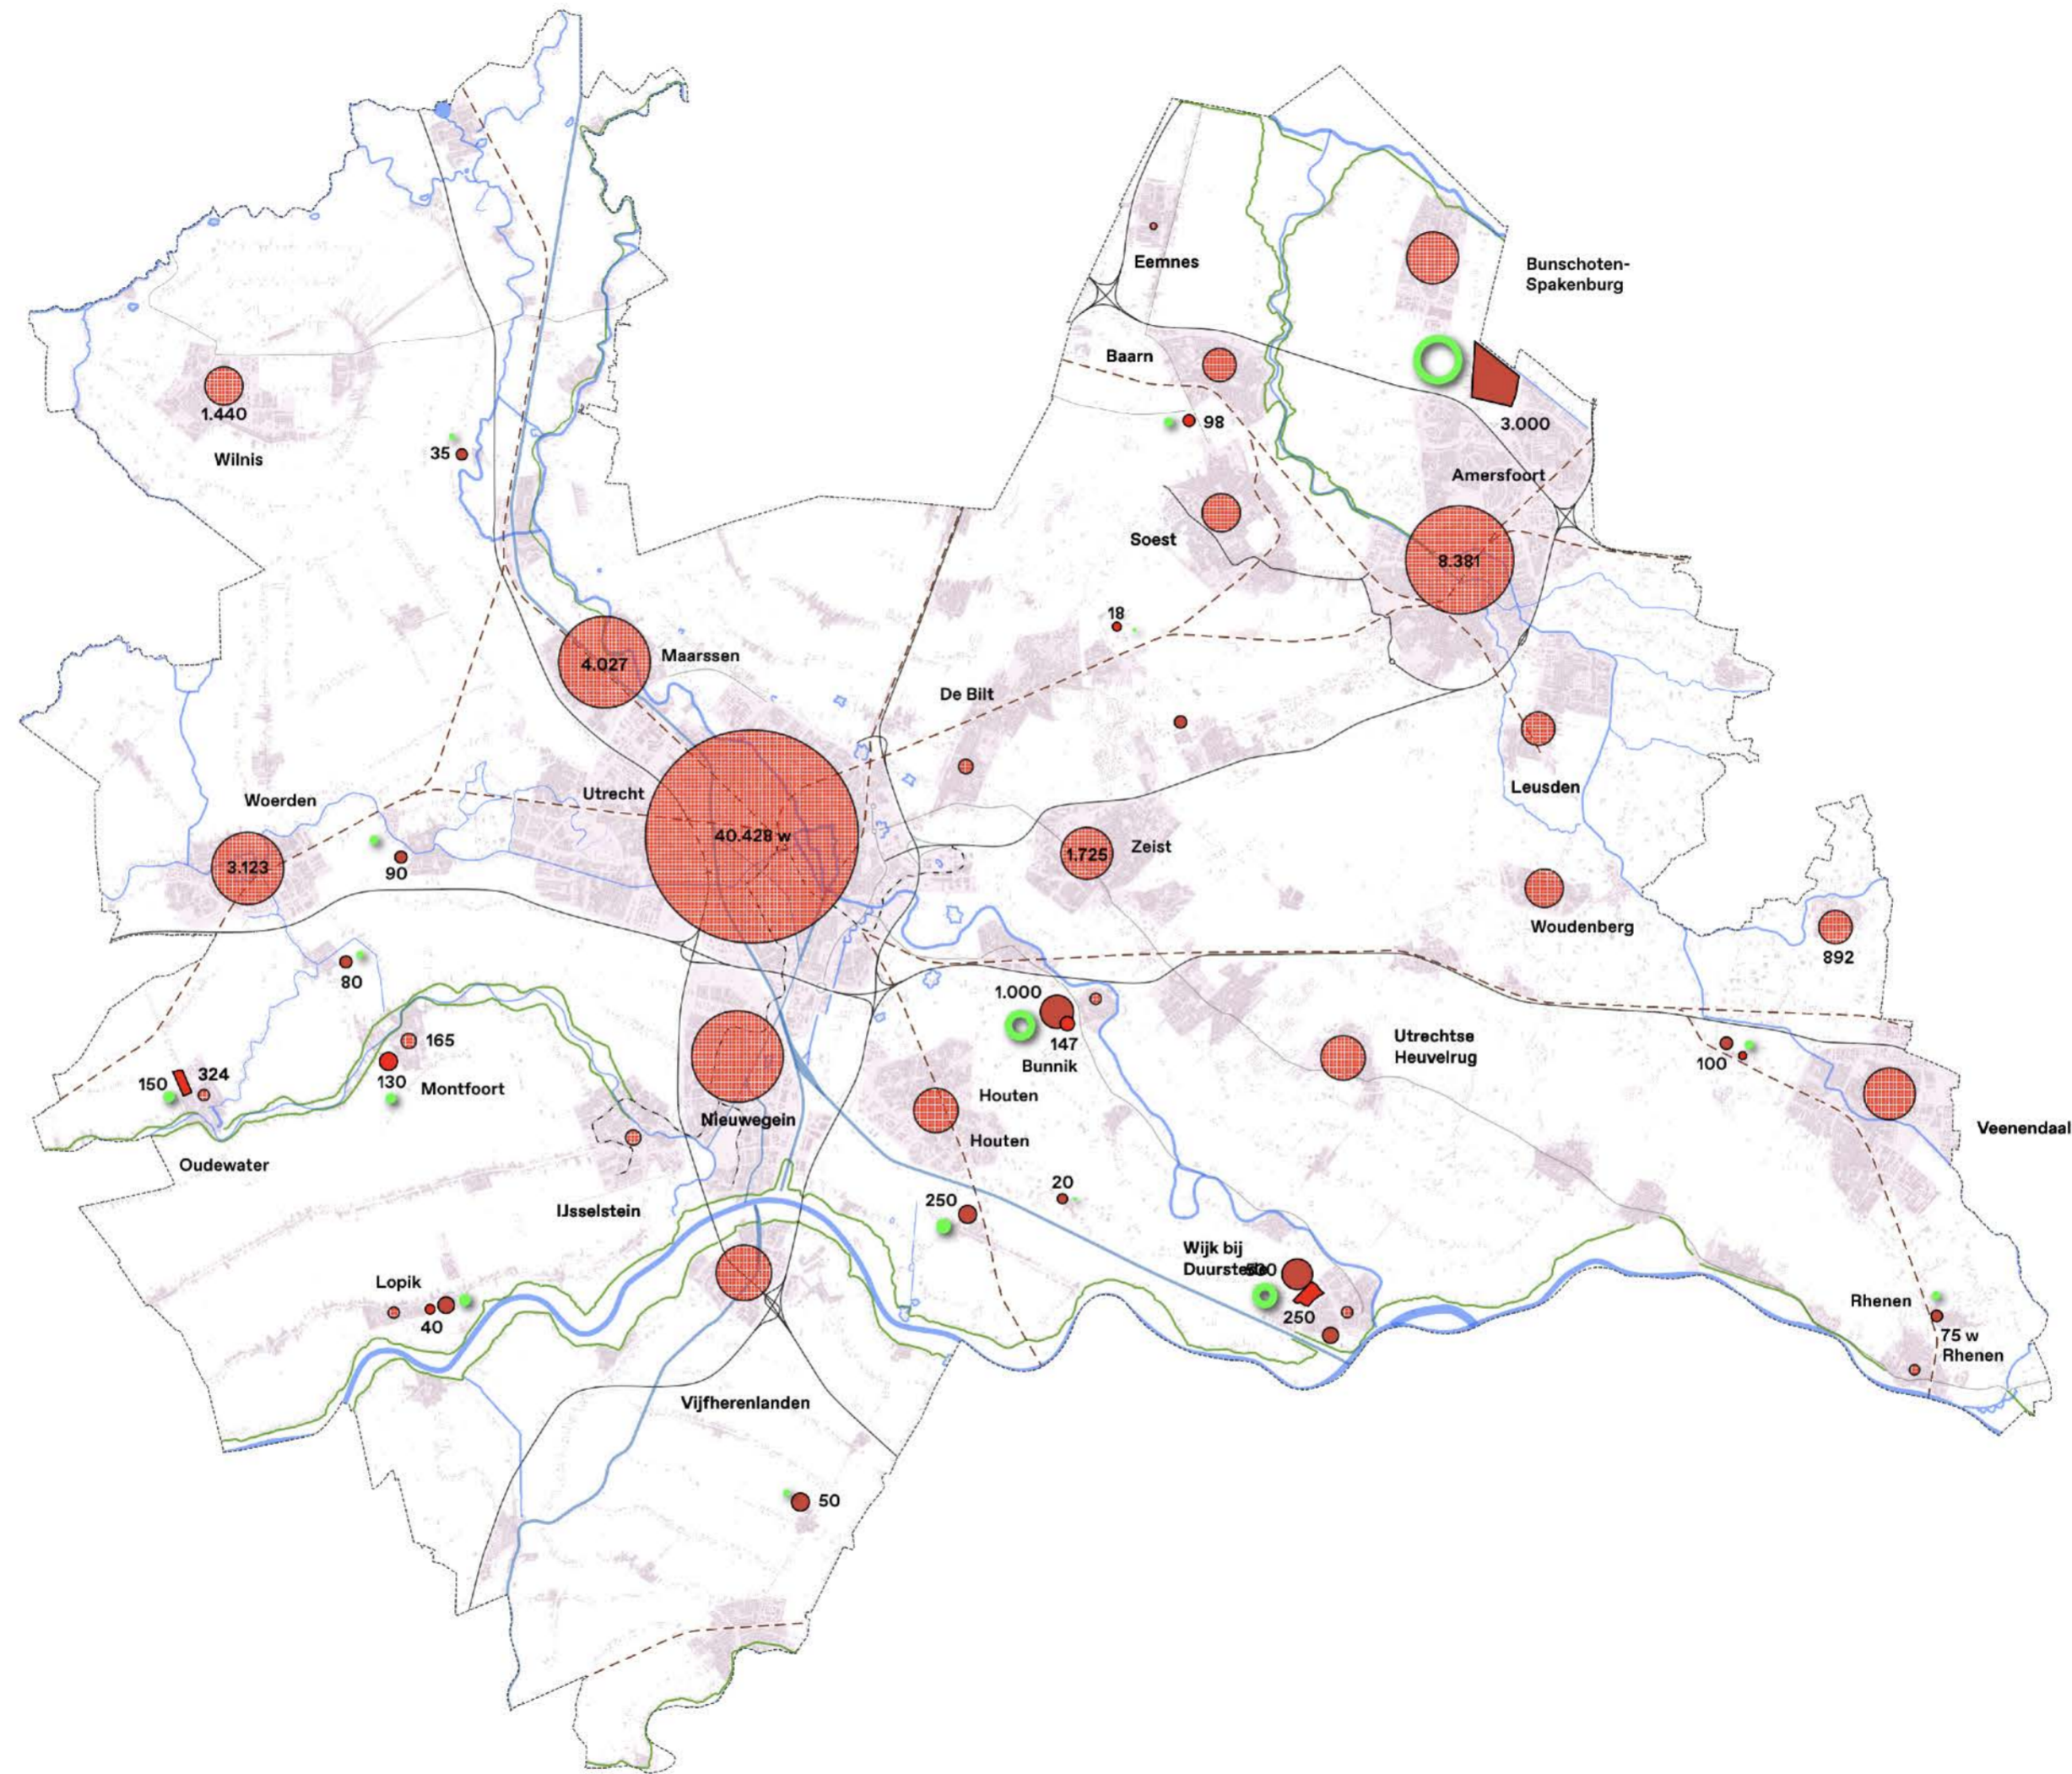 Eemnes
Bunschoten-
Spakenburg
Baarn
98
3.000
1.440
Wilnis
35
Amersfoort
Soest
8.381
18
4.027
Maarssen
De Bilt
Leusden
Utrecht
Woerden
40.428 w
1.725
Zeist
3.123
90
Woudenberg
892
80
1.000
147
Bunnik
Utrechtse
Heuvelrug
100
165
130
Montfoort
150
324
Oudewater
Nieuwegein
Houten
Houten
Veenendaal
20
250
IJsselstein
Wijk bij
Duurstede
250
Lopik
40
Rhenen
75 w
Rhenen
Vijfherenlanden
50